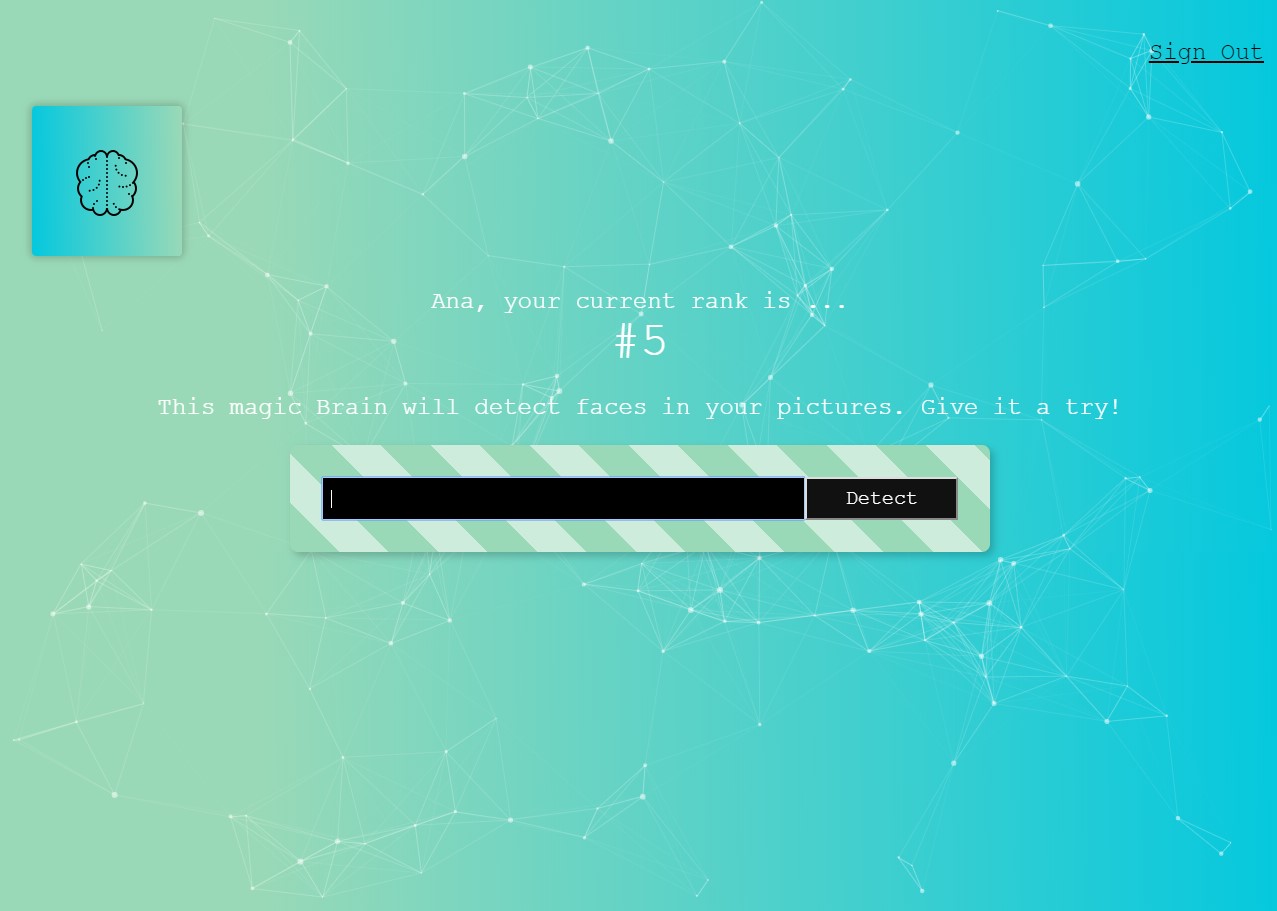 Sign Out
Ana, your current rank is ...
#5
This magic Brain will detect faces in your pictures. Give it a try!
Detect